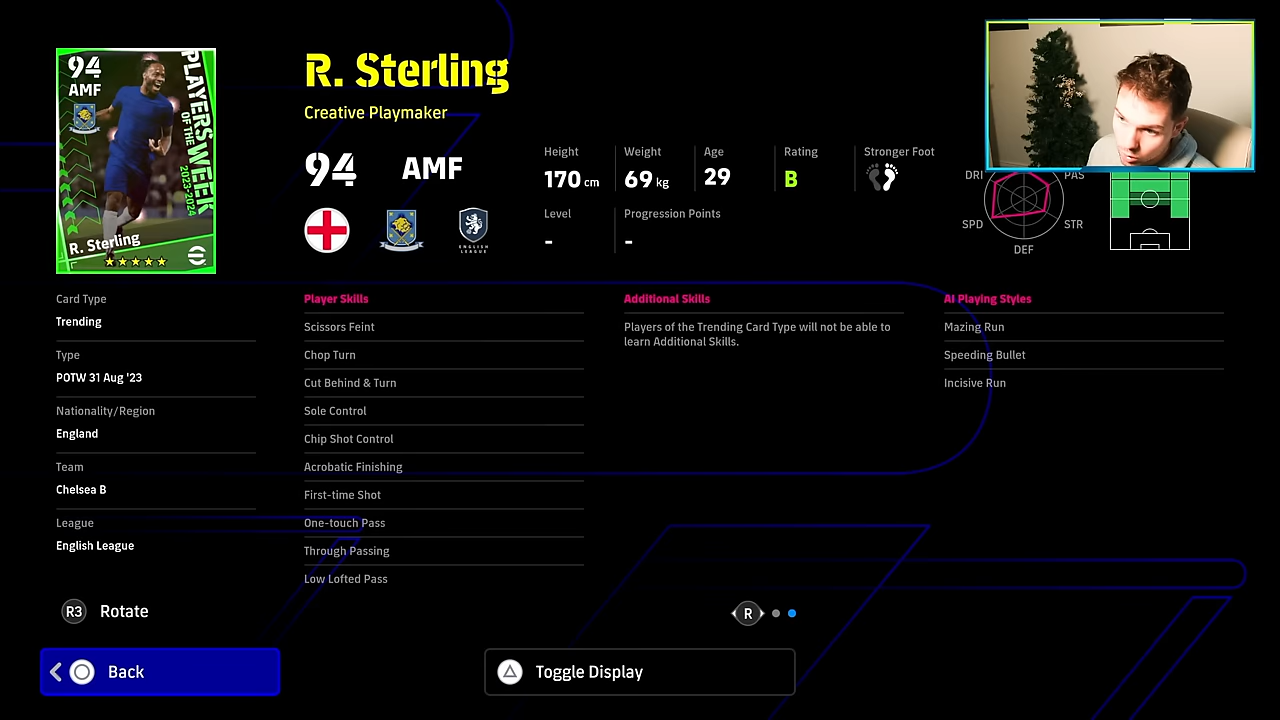 94
AMF
PLAYERS
OF THE WEEK
2023-2024
R. Sterling
R. Sterling
Creative Playmaker
94
AMF
Height
170 cm
Weight
69 kg
Age
29
Rating
B
Stronger Foot
Level
-
Progression Points
-
ENGLISH
LEAGUE
DRI
PAS
SPD
STR
DEF
Card Type
Trending
Type
POTW 31 Aug '23
Nationality/Region
England
Team
Chelsea B
League
English League
Player Skills
Scissors Feint
Chop Turn
Cut Behind & Turn
Sole Control
Chip Shot Control
Acrobatic Finishing
First-time Shot
One-touch Pass
Through Passing
Low Lofted Pass
Additional Skills
Players of the Trending Card Type will not be able to
learn Additional Skills.
AI Playing Styles
Mazing Run
Speeding Bullet
Incisive Run
R3 Rotate
R
Back
Toggle Display